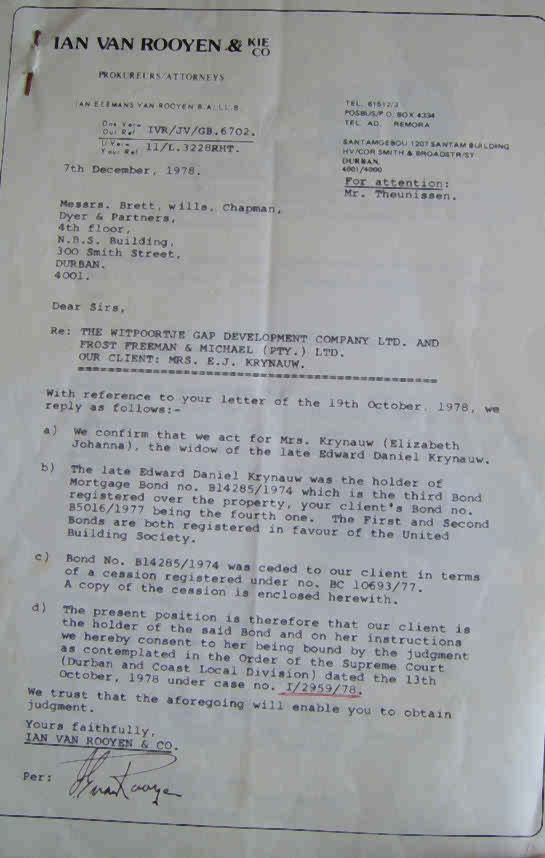 IAN VAN ROOYEN & KIE CO
PROKUREURS/ATTORNEYS
IAN EEEMANS VAN ROOYEN B.A., LL.B.
Ons Verw. Our Ref. IVR/JV/GB.6702.
U Verw. Your Ref. 11/L.3228RHT.
7th December, 1978.
TEL. 61512/3
POSBUS/P.O. BOX 4334
TEL. AD. REMORA
SANTAMGEBOU 1207 SANTAM BUILDING
HV/COR SMITH & BROADSTR/ST
DURBAN
4001/4000
For attention:
Mr. Theunissen.
Messrs. Brett, wills, Chapman,
Dyer & Partners,
4th floor,
N.B.S. Building,
300 Smith Street,
DURBAN.
4001.
Dear Sirs,
Re: THE WITPOORTJE GAP DEVELOPMENT COMPANY LTD. AND
FROST FREEMAN & MICHAEL (PTY.) LTD.
OUR CLIENT: MRS. E.J. KRYNAUW.
With reference to your letter of the 19th October, 1978, we
reply as follows:-
a) We confirm that we act for Mrs. Krynauw (Elizabeth
Johanna), the widow of the late Edward Daniel Krynauw.
b) The late Edward Daniel Krynauw was the holder of
Mortgage Bond no. B14285/1974 which is the third Bond
registered over the property, your client's Bond no.
B5016/1977 being the fourth one. The First and Second
Bonds are both registered in favour of the United
Building Society.
c) Bond No. B14285/1974 was ceded to our client in terms
of a cession registered under no. BC 10693/77.
A copy of the cession is enclosed herewith.
d) The present position is therefore that our client is
the holder of the said Bond and on her instructions
we hereby consent to her being bound by the judgment
as contemplated in the Order of the Supreme Court
(Durban and Coast Local Division) dated the 13th
October, 1978 under case no. I/2959/78.
We trust that the aforegoing will enable you to obtain
judgment.
Yours faithfully,
IAN VAN ROOYEN & CO.
Per: